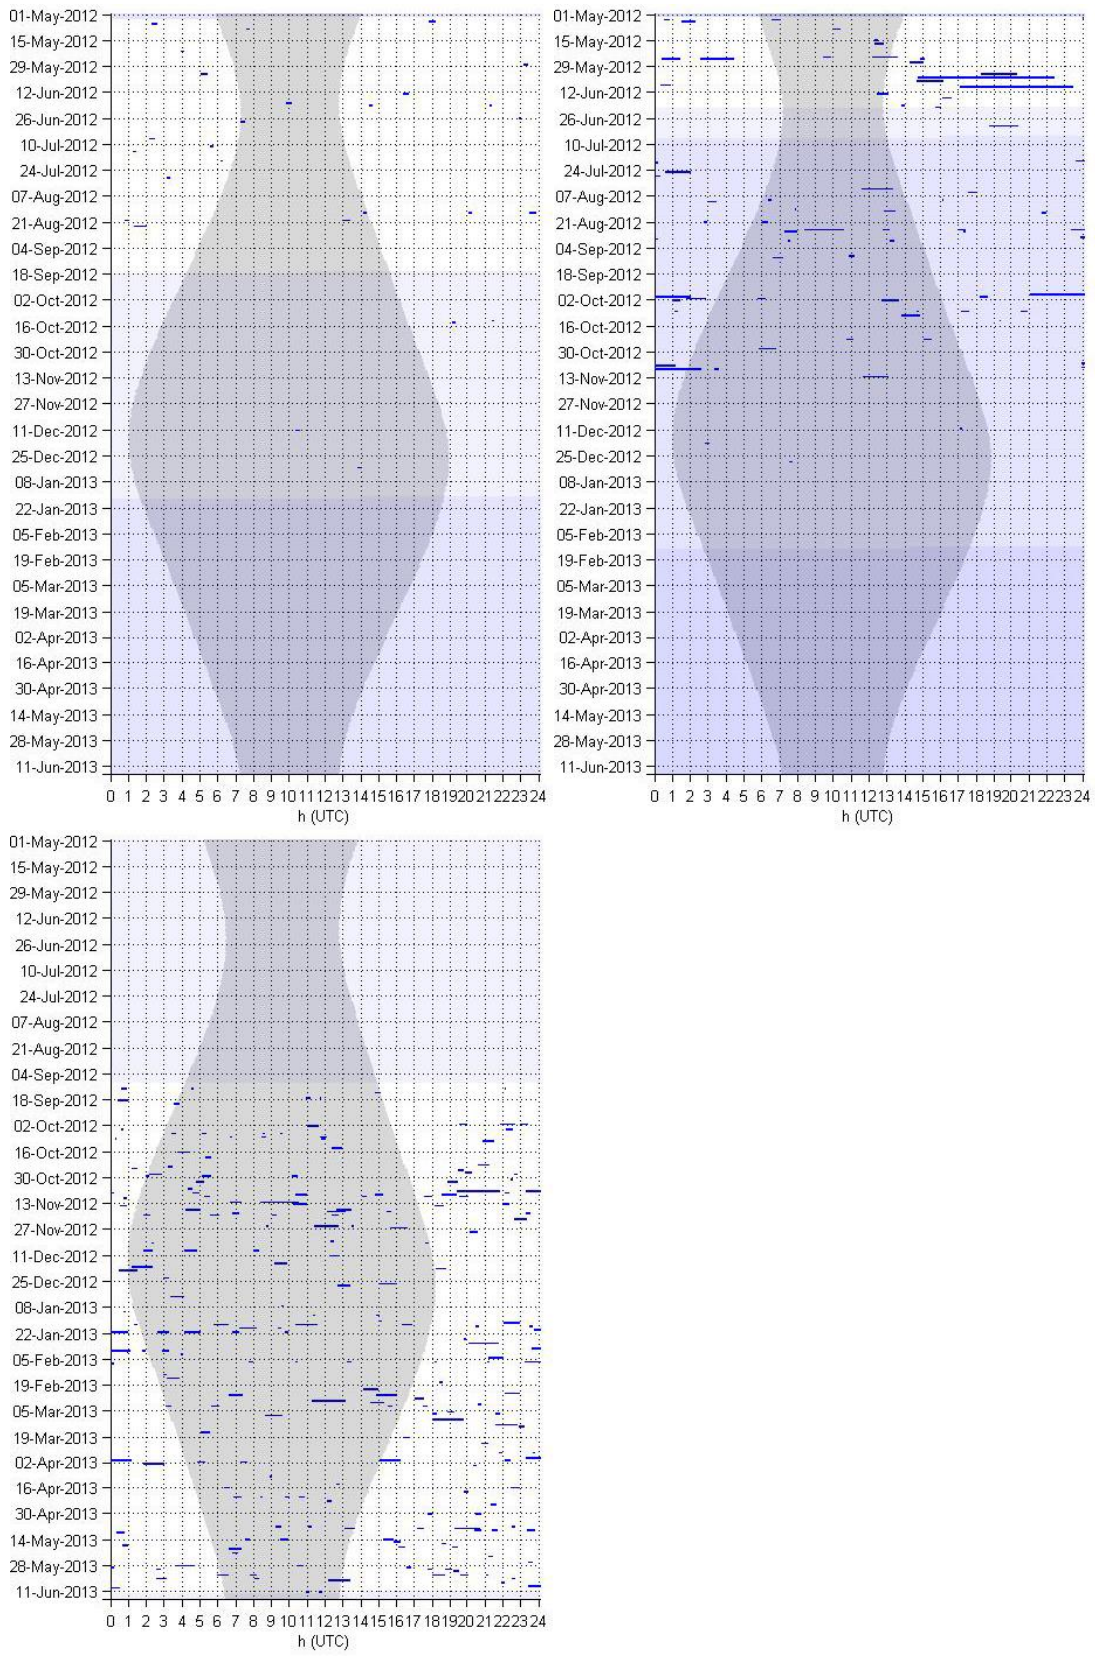 01-May-2012
15-May-2012
29-May-2012
12-Jun-2012
26-Jun-2012
10-Jul-2012
24-Jul-2012
07-Aug-2012
21-Aug-2012
04-Sep-2012
18-Sep-2012
02-Oct-2012
16-Oct-2012
30-Oct-2012
13-Nov-2012
27-Nov-2012
11-Dec-2012
25-Dec-2012
08-Jan-2013
22-Jan-2013
05-Feb-2013
19-Feb-2013
05-Mar-2013
19-Mar-2013
02-Apr-2013
16-Apr-2013
30-Apr-2013
14-May-2013
28-May-2013
11-Jun-2013
0 1 2 3 4 5 6 7 8 9 10 11 12 13 14 15 16 17 18 19 20 21 22 23 24
h (UTC)
01-May-2012
15-May-2012
29-May-2012
12-Jun-2012
26-Jun-2012
10-Jul-2012
24-Jul-2012
07-Aug-2012
21-Aug-2012
04-Sep-2012
18-Sep-2012
02-Oct-2012
16-Oct-2012
30-Oct-2012
13-Nov-2012
27-Nov-2012
11-Dec-2012
25-Dec-2012
08-Jan-2013
22-Jan-2013
05-Feb-2013
19-Feb-2013
05-Mar-2013
19-Mar-2013
02-Apr-2013
16-Apr-2013
30-Apr-2013
14-May-2013
28-May-2013
11-Jun-2013
0 1 2 3 4 5 6 7 8 9 10 11 12 13 14 15 16 17 18 19 20 21 22 23 24
h (UTC)
01-May-2012
15-May-2012
29-May-2012
12-Jun-2012
26-Jun-2012
10-Jul-2012
24-Jul-2012
07-Aug-2012
21-Aug-2012
04-Sep-2012
18-Sep-2012
02-Oct-2012
16-Oct-2012
30-Oct-2012
13-Nov-2012
27-Nov-2012
11-Dec-2012
25-Dec-2012
08-Jan-2013
22-Jan-2013
05-Feb-2013
19-Feb-2013
05-Mar-2013
19-Mar-2013
02-Apr-2013
16-Apr-2013
30-Apr-2013
14-May-2013
28-May-2013
11-Jun-2013
0 1 2 3 4 5 6 7 8 9 10 11 12 13 14 15 16 17 18 19 20 21 22 23 24
h (UTC)